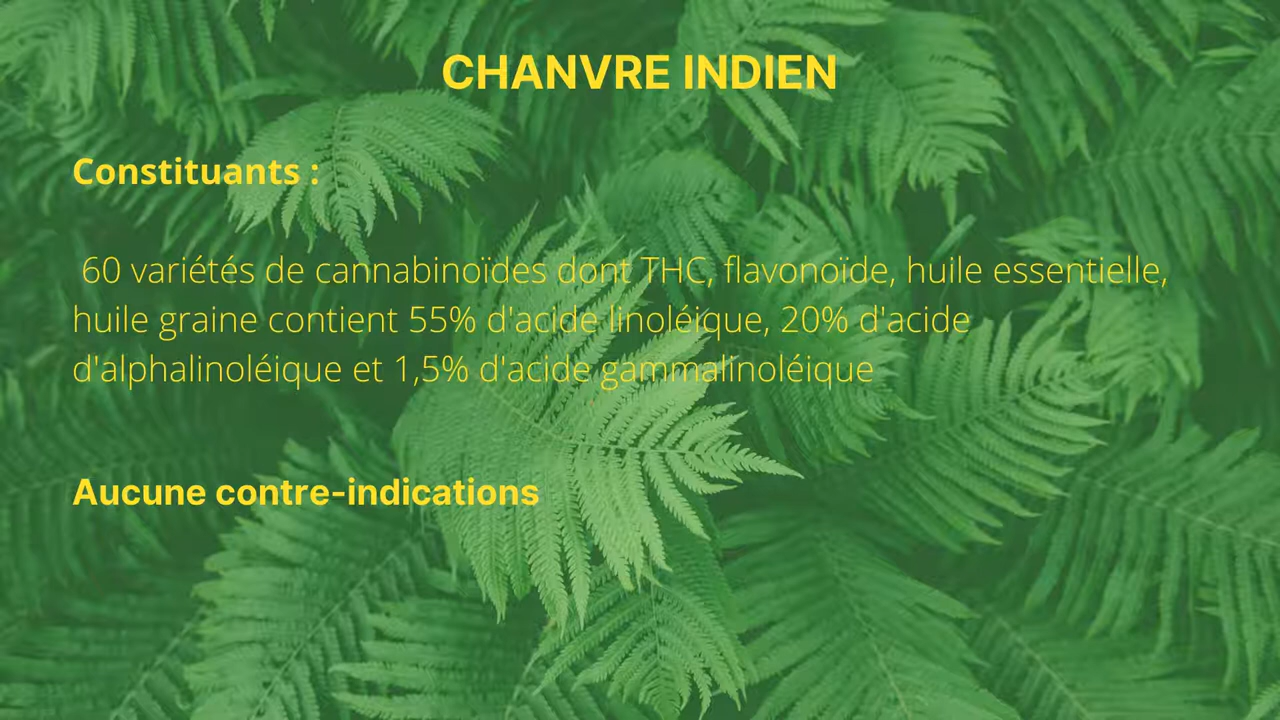 CHANVRE INDIEN
Constituants :
60 variétés de cannabinoïdes dont THC, flavonoïde, huile essentielle,
huile graine contient 55% d'acide linoléique, 20% d'acide
d'alphalinoléique et 1,5% d'acide gammalinoléique
Aucune contre-indications